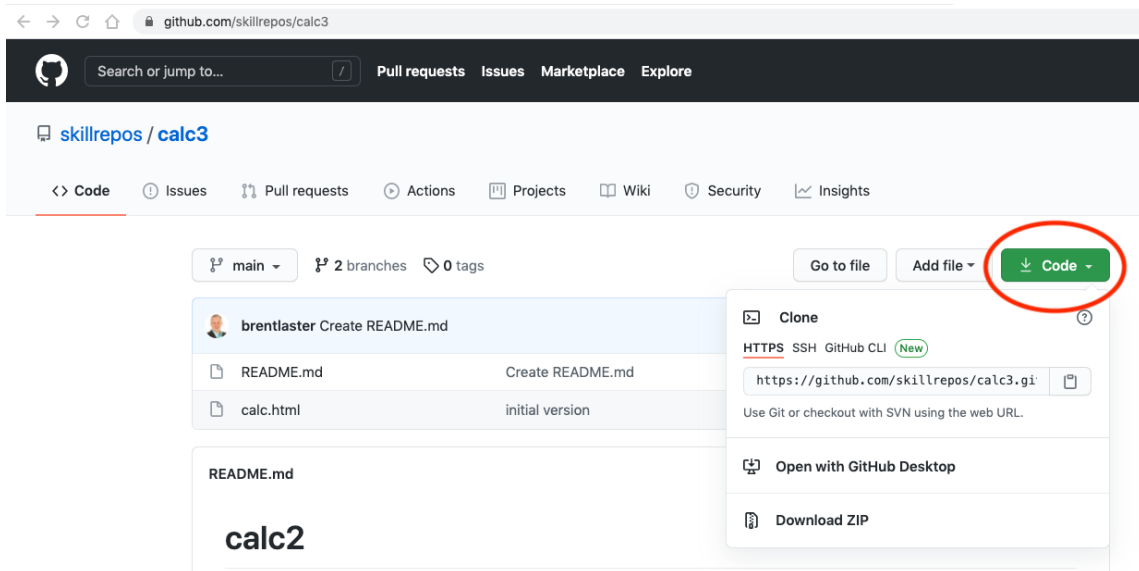 github.com/skillrepos/calc3
Search or jump to... /
Pull requests Issues Marketplace Explore
skillrepos / calc3
<> Code Issues Pull requests Actions Projects Wiki Security Insights
main 2 branches 0 tags Go to file Add file Code
brentlaster Create README.md
README.md Create README.md
calc.html initial version
Clone
HTTPS SSH GitHub CLI New
https://github.com/skillrepos/calc3.gi
Use Git or checkout with SVN using the web URL.
Open with GitHub Desktop
Download ZIP
README.md
calc2